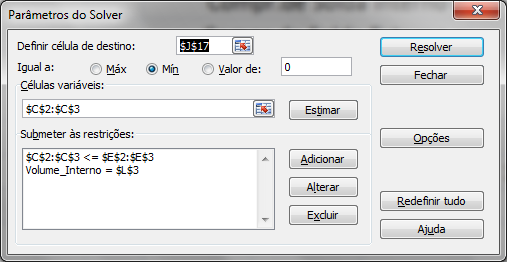 Parâmetros do Solver
Definir célula de destino: $J$17 Resolver
Igual a: Máx Mín Valor de: 0 Fechar
Células variáveis:
$C$2:$C$3 Estimar
Submeter às restrições: Opções
$C$2:$C$3 <= $E$2:$E$3 Adicionar
Volume_Interno = $L$3
Alterar
Redefinir tudo
Excluir
Ajuda